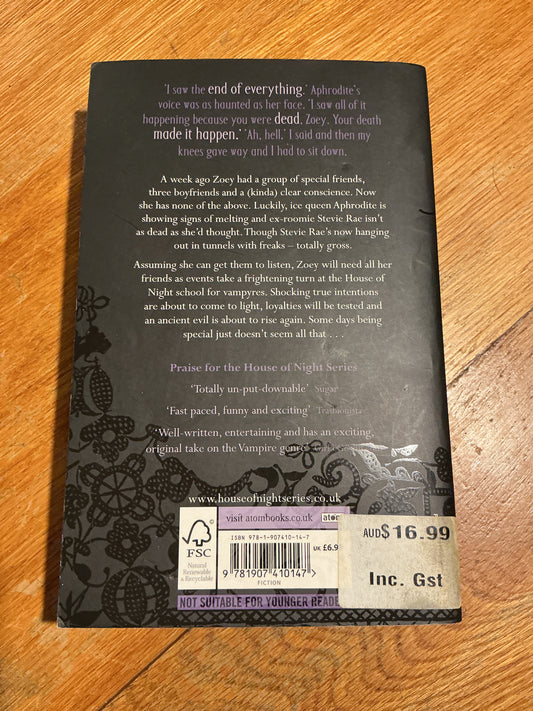 'I saw the end of everything.' Aphrodite's
voice was as haunted as her face. 'I saw all of it
happening because you were dead, Zoey. Your death
made it happen.' 'Ah, hell,' I said and then my
knees gave way and I had to sit down.
A week ago Zoey had a group of special friends,
three boyfriends and a (kinda) clear conscience. Now
she has none of the above. Luckily, ice queen Aphrodite is
showing signs of melting and ex-roomie Stevie Rae isn't
as dead as she'd thought. Though Stevie Rae's now hanging
out in tunnels with freaks – totally gross.
Assuming she can get them to listen, Zoey will need all her
friends as events take a frightening turn at the House of
Night school for vampyres. Shocking true intentions
are about to come to light, loyalties will be tested and
an ancient evil is about to rise again. Some days being
special just doesn't seem all that . . .
Praise for the House of Night Series
'Totally un-put-downable' Sugar
'Fast paced, funny and exciting'
'Well-written, entertaining and has an exciting,
original take on the Vampire genre'
www.houseofnightseries.co.uk
visit atombooks.co.uk atom
FSC
Natural
Renewable
& Recyclable
ISBN 978-1-907410-14-7
9 781907 410147 >
UK £6.9
FICTION
NOT SUITABLE FOR YOUNGER READE
AUD$16.99
Inc. Gst